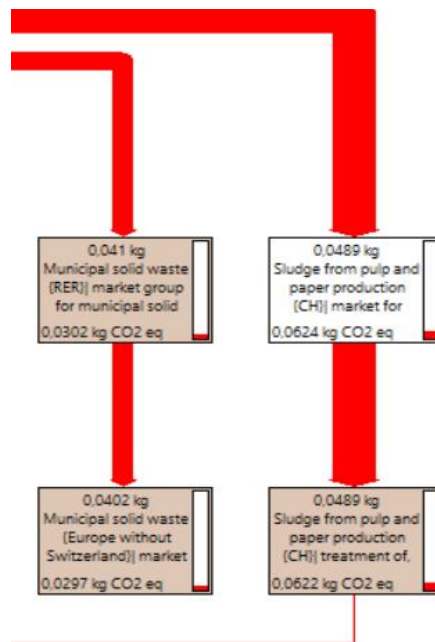 0,041 kg
Municipal solid waste
{RER}| market group
for municipal solid
0,0302 kg CO2 eq
0,0489 kg
Sludge from pulp and
paper production
{CH}| market for
0,0624 kg CO2 eq
0,0402 kg
Municipal solid waste
{Europe without
Switzerland}| market
0,0297 kg CO2 eq
0,0489 kg
Sludge from pulp and
paper production
{CH}| treatment of,
0,0622 kg CO2 eq